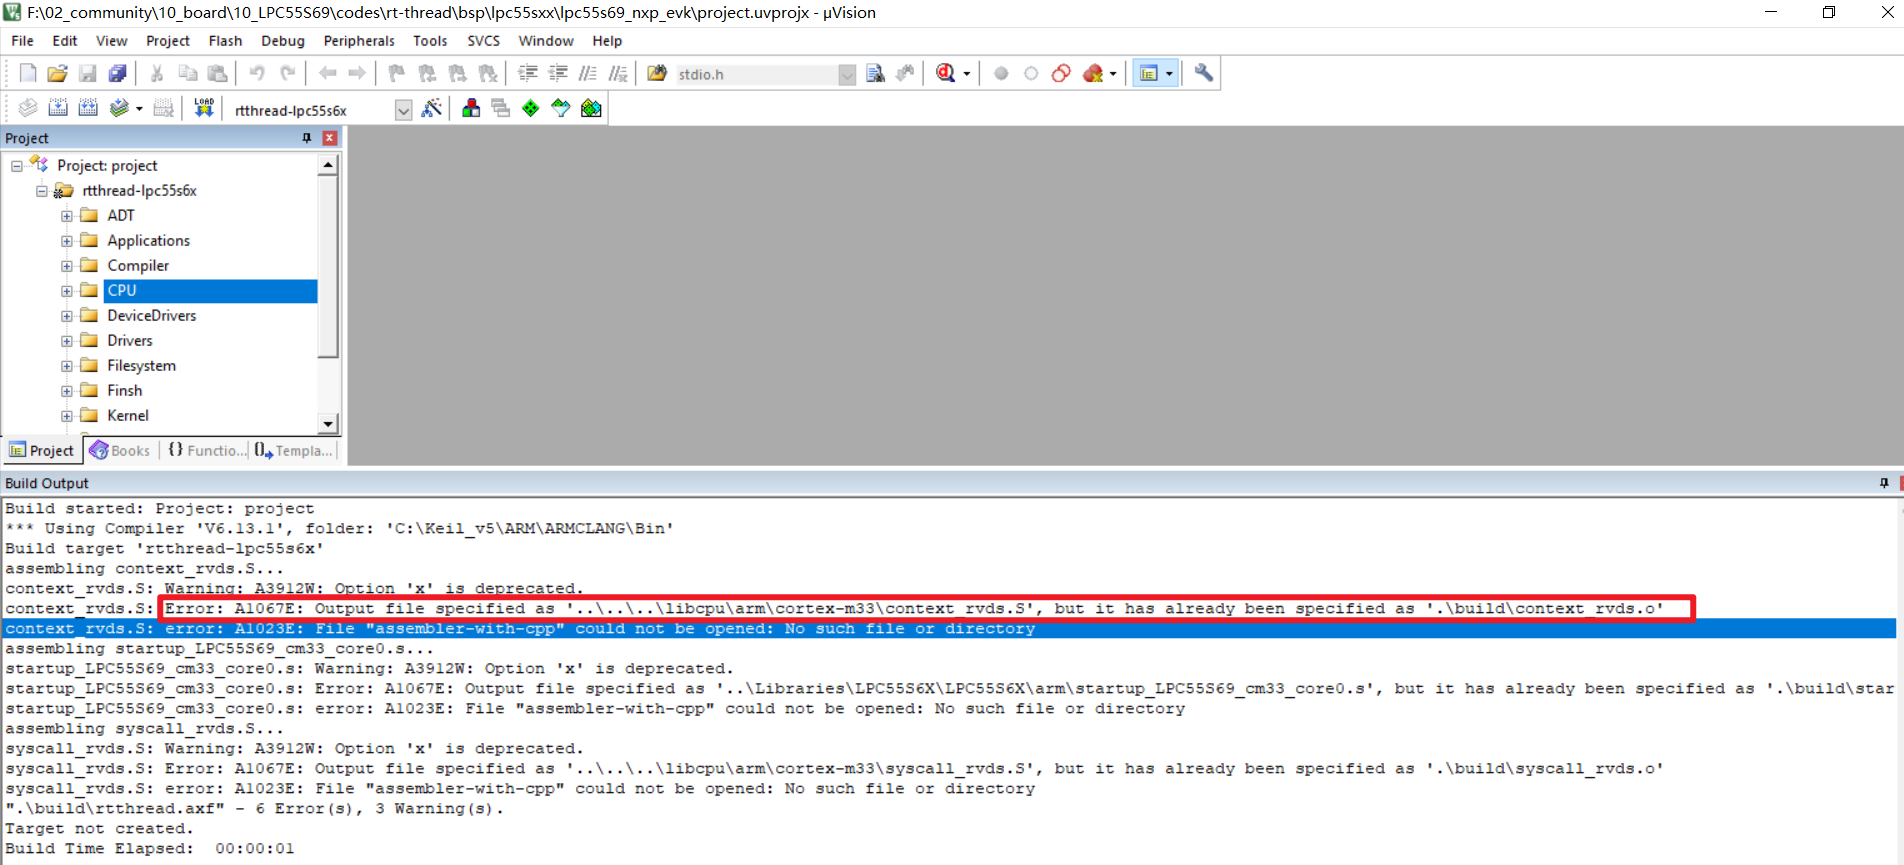 F:\02_community\10_board\10_LPC55S69\codes\rt-thread\bsp\lpc55sxx\lpc55s69_nxp_evk\project.uvprojx - µVision
File Edit View Project Flash Debug Peripherals Tools SVCS Window Help
stdio.h
LOAD rtthread-lpc55s6x
Project
Project: project
rtthread-lpc55s6x
ADT
Applications
Compiler
CPU
DeviceDrivers
Drivers
Filesystem
Finsh
Kernel
Project Books {} Functio... Templa...
Build Output
Build started: Project: project
*** Using Compiler 'V6.13.1', folder: 'C:\Keil_v5\ARM\ARMCLANG\Bin'
Build target 'rtthread-lpc55s6x'
assembling context_rvds.S...
context_rvds.S: Warning: A3912W: Option 'x' is deprecated.
context_rvds.S: Error: A1067E: Output file specified as '..\..\..\libcpu\arm\cortex-m33\context_rvds.S', but it has already been specified as '.\build\context_rvds.o'
context_rvds.S: error: A1023E: File "assembler-with-cpp" could not be opened: No such file or directory
assembling startup_LPC55S69_cm33_core0.s...
startup_LPC55S69_cm33_core0.s: Warning: A3912W: Option 'x' is deprecated.
startup_LPC55S69_cm33_core0.s: Error: A1067E: Output file specified as '..\Libraries\LPC55S6X\LPC55S6X\arm\startup_LPC55S69_cm33_core0.s', but it has already been specified as '.\build\star
startup_LPC55S69_cm33_core0.s: error: A1023E: File "assembler-with-cpp" could not be opened: No such file or directory
assembling syscall_rvds.S...
syscall_rvds.S: Warning: A3912W: Option 'x' is deprecated.
syscall_rvds.S: Error: A1067E: Output file specified as '..\..\..\libcpu\arm\cortex-m33\syscall_rvds.S', but it has already been specified as '.\build\syscall_rvds.o'
syscall_rvds.S: error: A1023E: File "assembler-with-cpp" could not be opened: No such file or directory
".\build\rtthread.axf" - 6 Error(s), 3 Warning(s).
Target not created.
Build Time Elapsed:  00:00:01